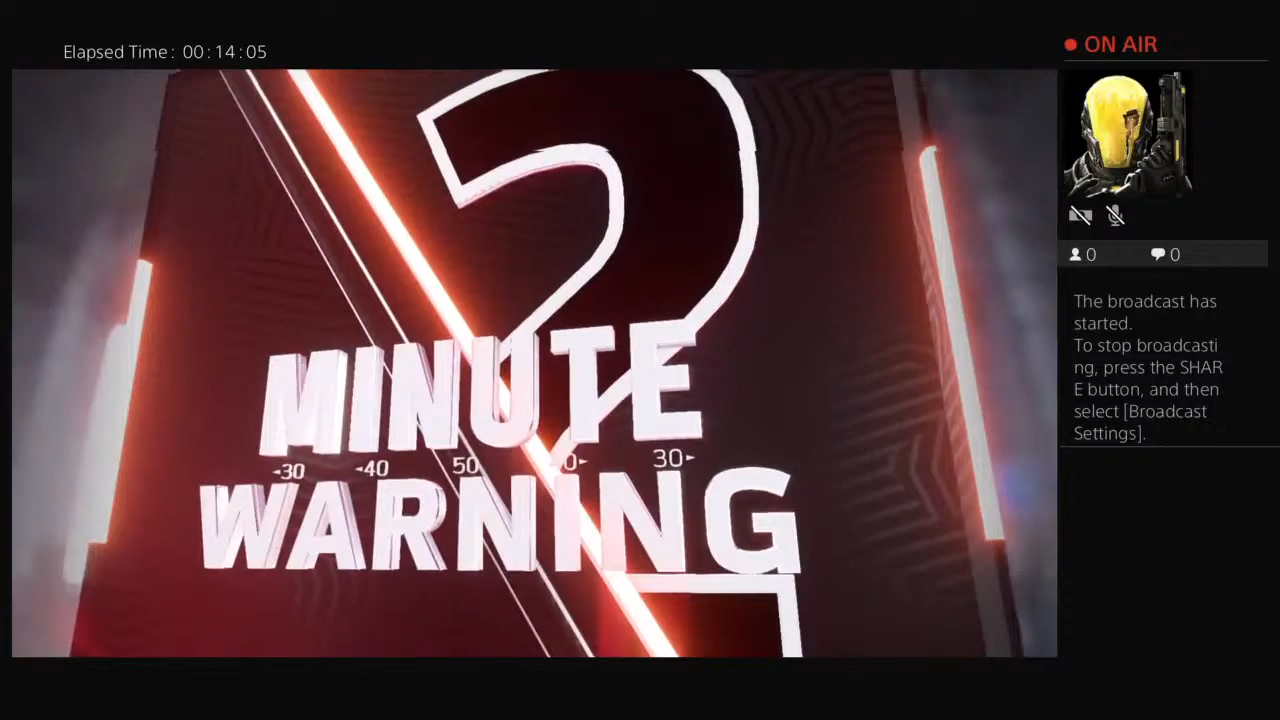 Elapsed Time: 00:14:05
ON AIR
2
MINUTE
◄30 ◄40 50 30►
WARNING
0 0
The broadcast has
started.
To stop broadcasti
ng, press the SHAR
E button, and then
select [Broadcast
Settings].